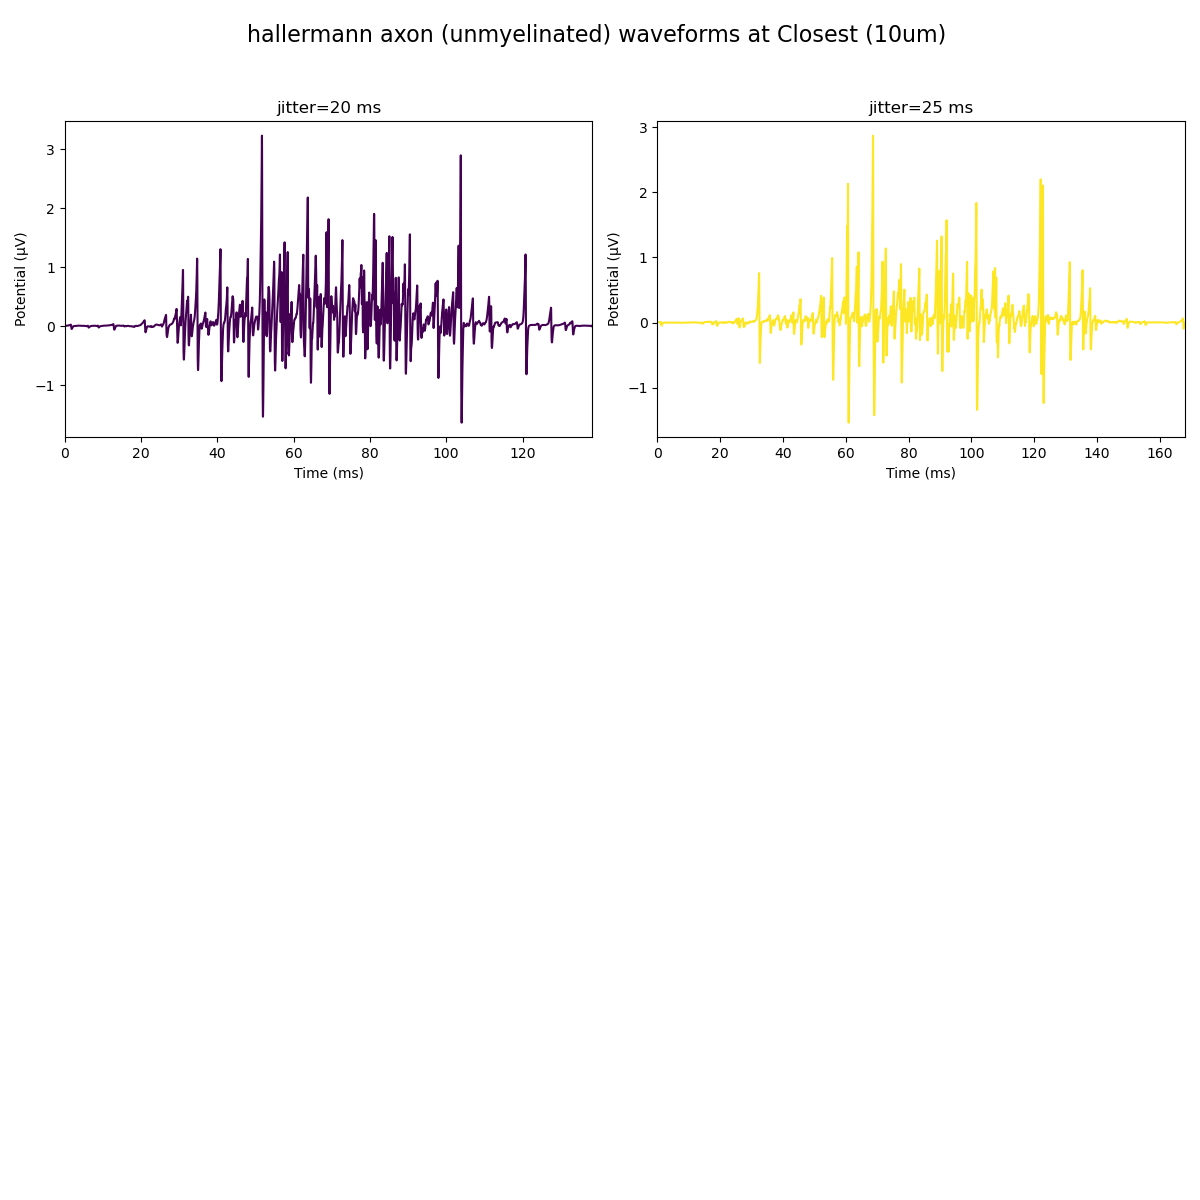 hallermann axon (unmyelinated) waveforms at Closest (10um)
jitter=20 ms
jitter=25 ms
Potential (μV)
3
2
1
0
−1
0 20 40 60 80 100 120
Time (ms)
Potential (μV)
3
2
1
0
−1
0 20 40 60 80 100 120 140 160
Time (ms)